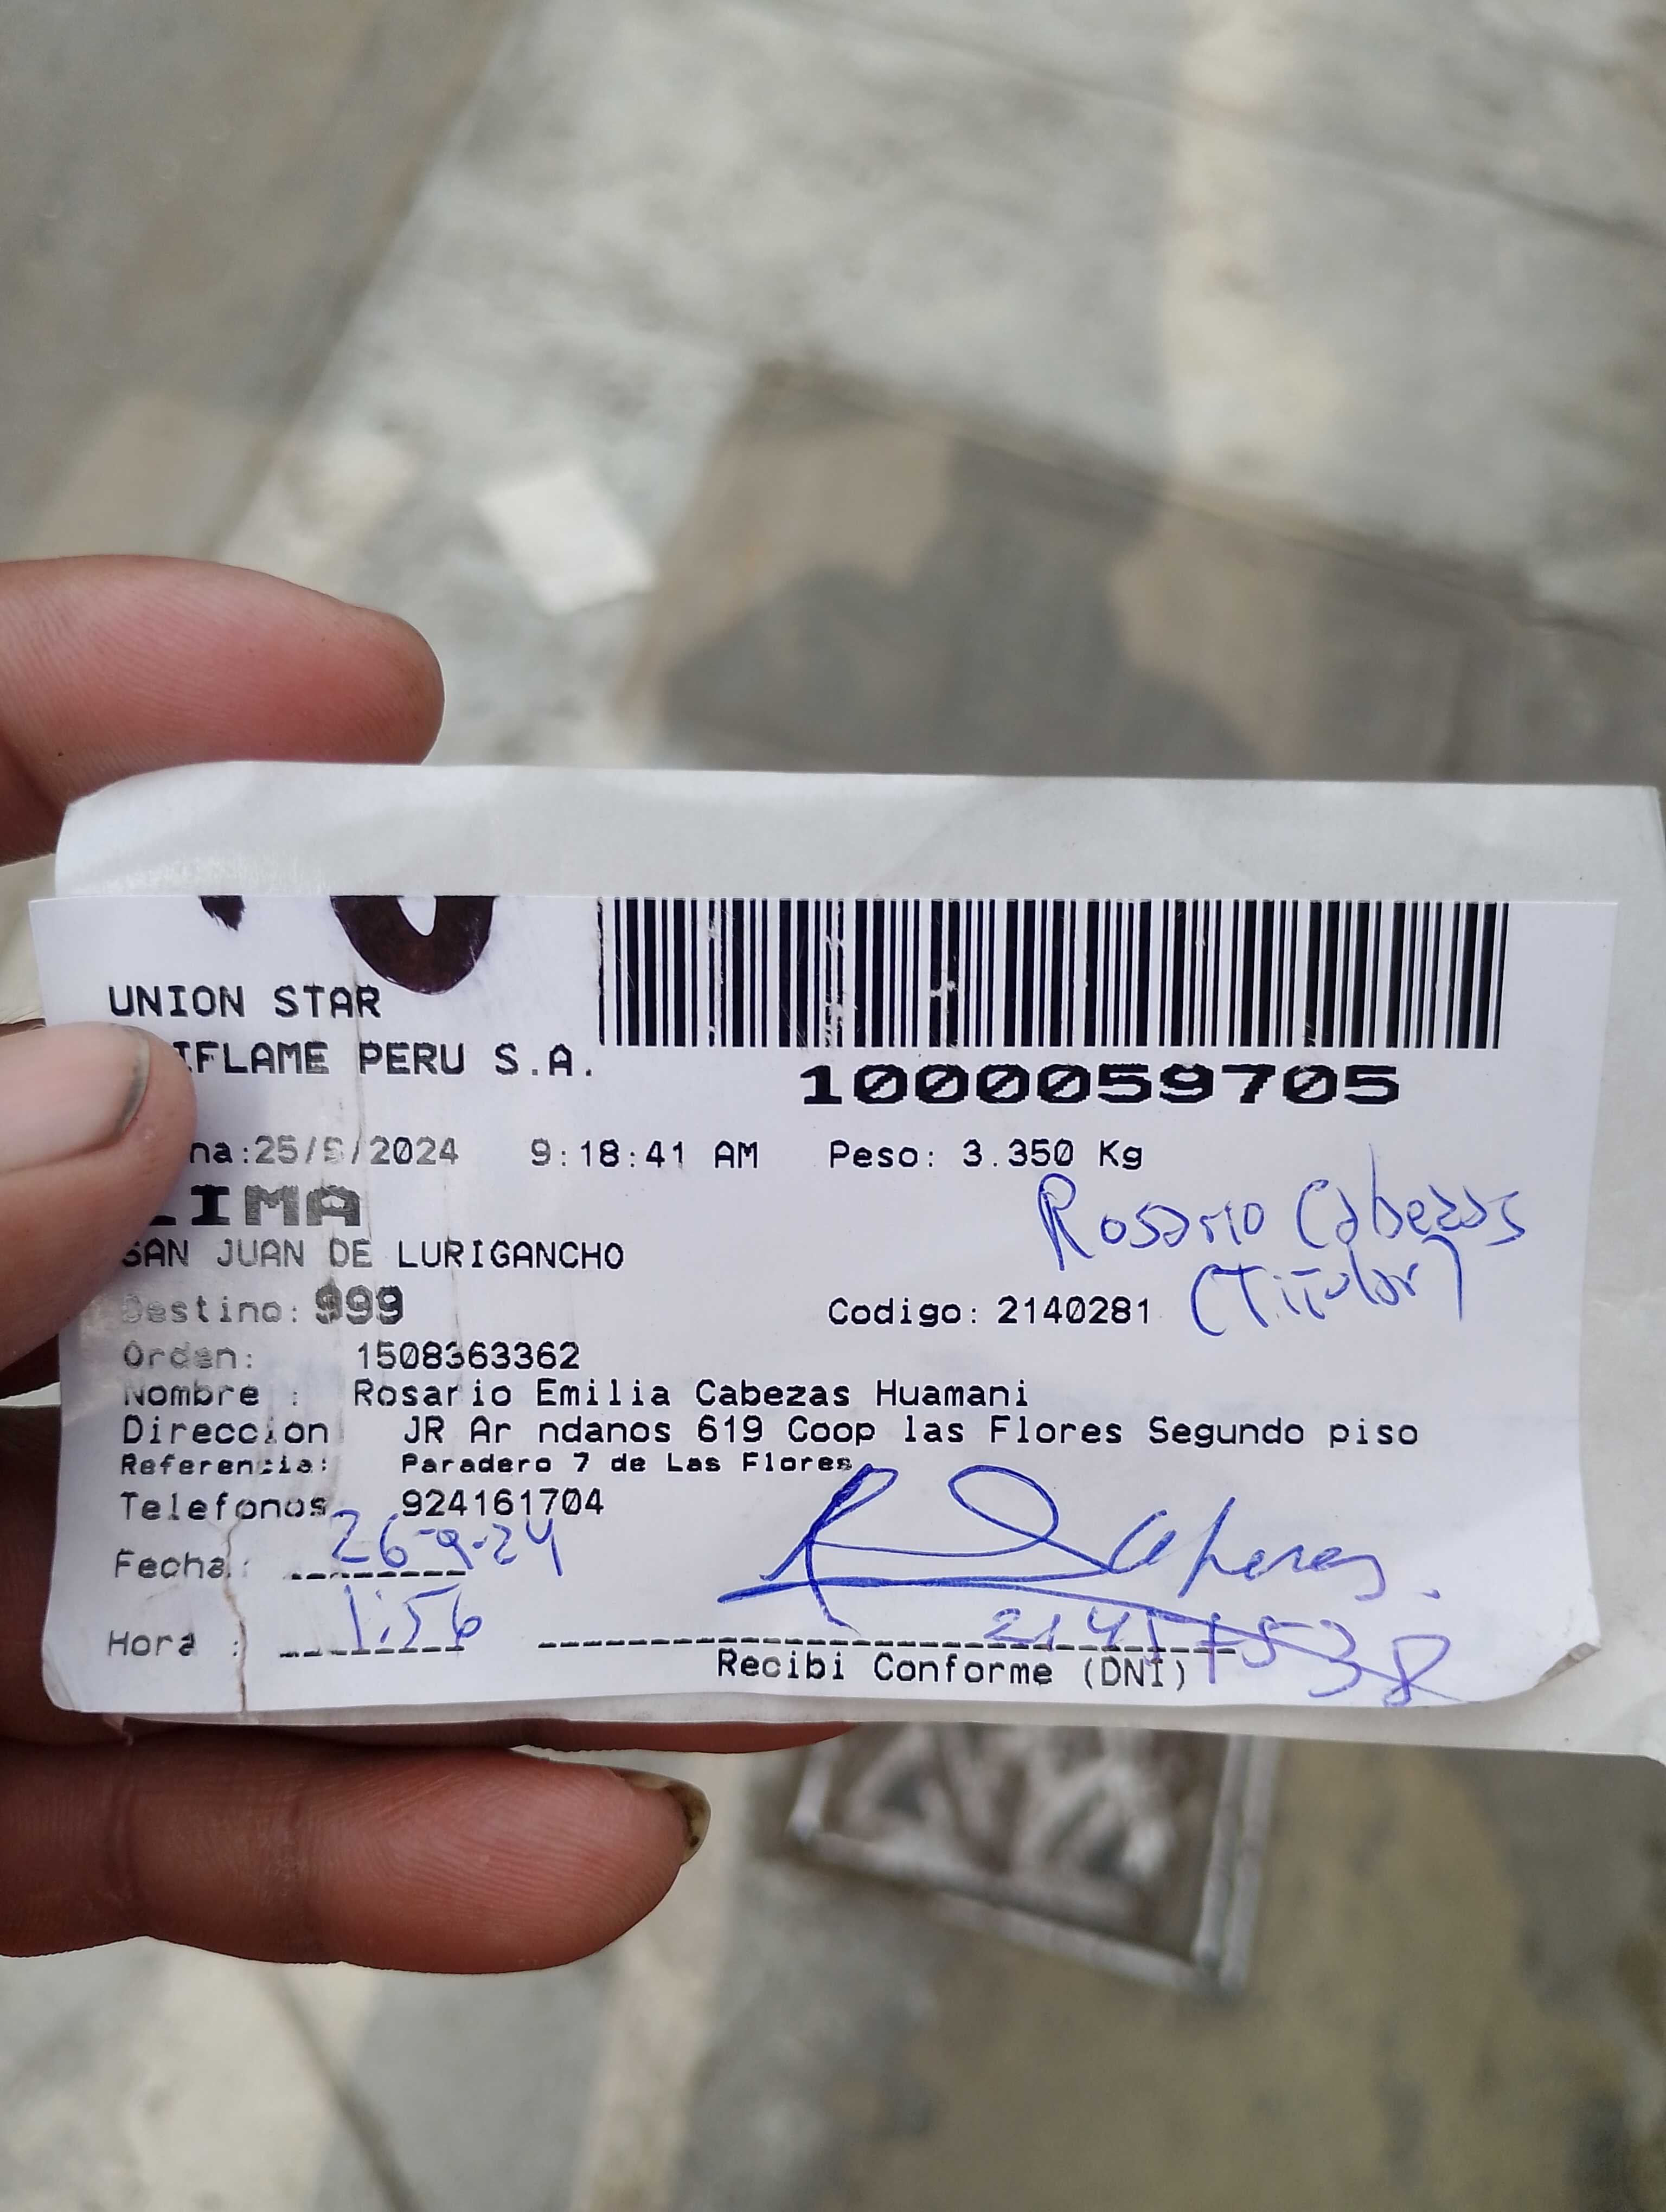 UNION STAR
IFLAME PERU S.A.
1000059705
ha:25/9/2024 9:18:41 AM Peso: 3.350 Kg
LIMA
Rosario Cabezas
SAN JUAN DE LURIGANCHO
(Titular)
Destino: 999 Codigo: 2140281
Orden: 1508363362
Nombre : Rosario Emilia Cabezas Huamani
Direccion JR Ar ndanos 619 Coop las Flores Segundo piso
Referencia: Paradero 7 de Las Flores
Telefonos 924161704
Fecha: 26-9-24
Cabezas.
Hora : 1:56
Recibi Conforme (DNI)